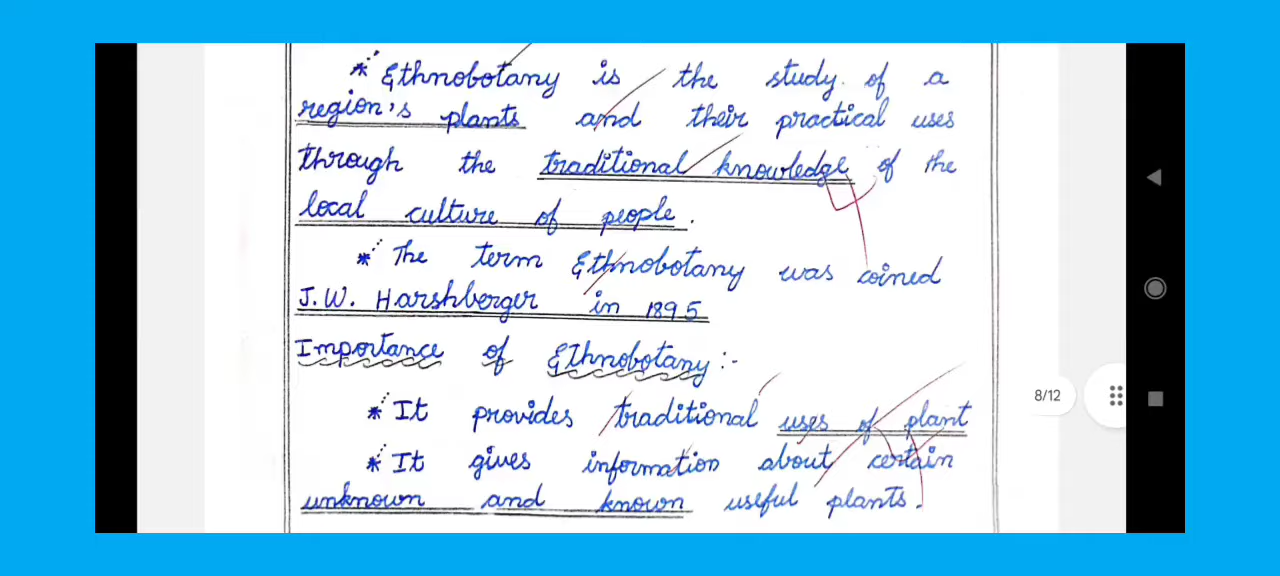 * Ethnobotany is the study of a
region's plants and their practical uses
through the traditional knowledge of the
local culture of people.
* The term Ethnobotany was coined
J.W. Harshberger in 1895
Importance of Ethnobotany :-
* It provides traditional uses of plant
8/12
* It gives information about certain
unknown and known useful plants.